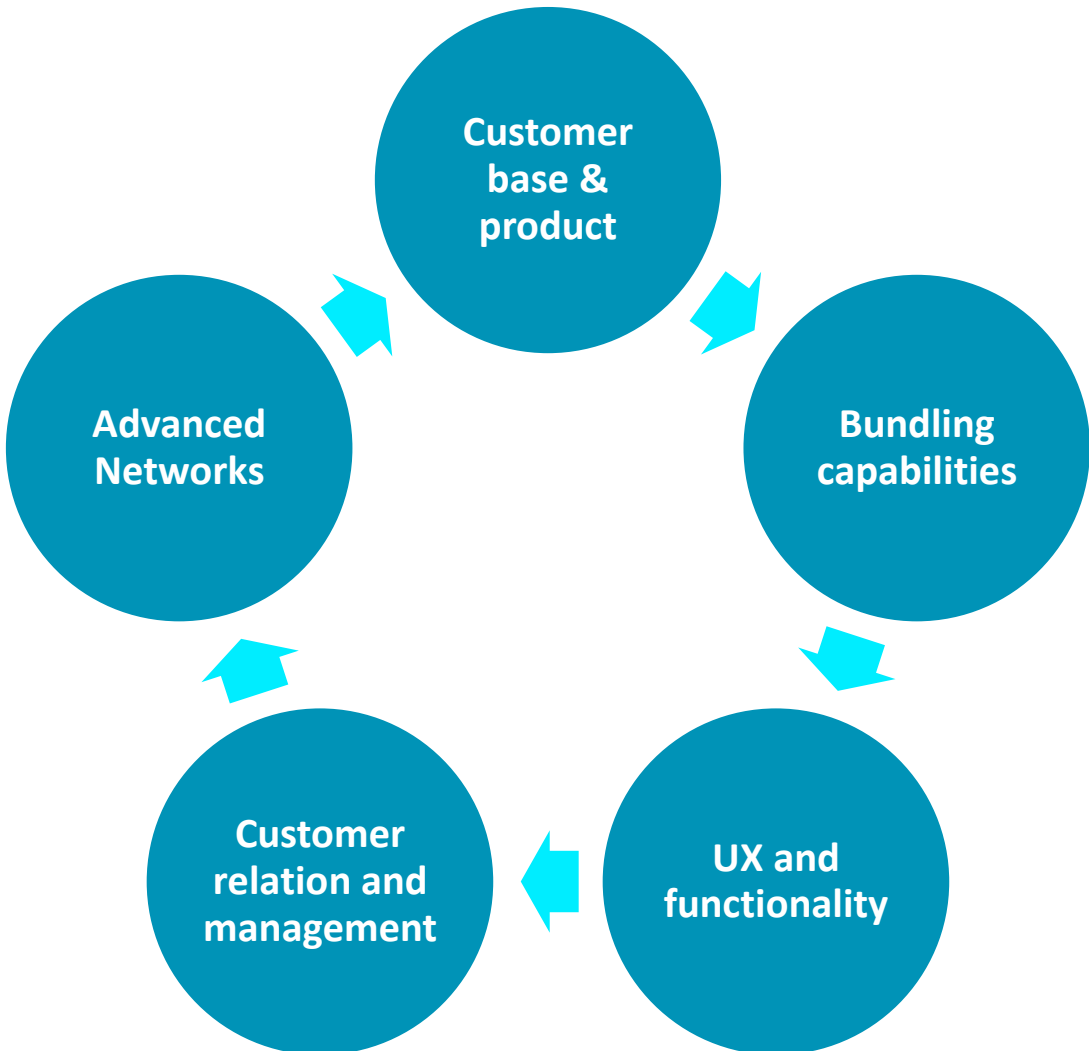 Customer
base &
product
Bundling
capabilities
UX and
functionality
Customer
relation and
management
Advanced
Networks